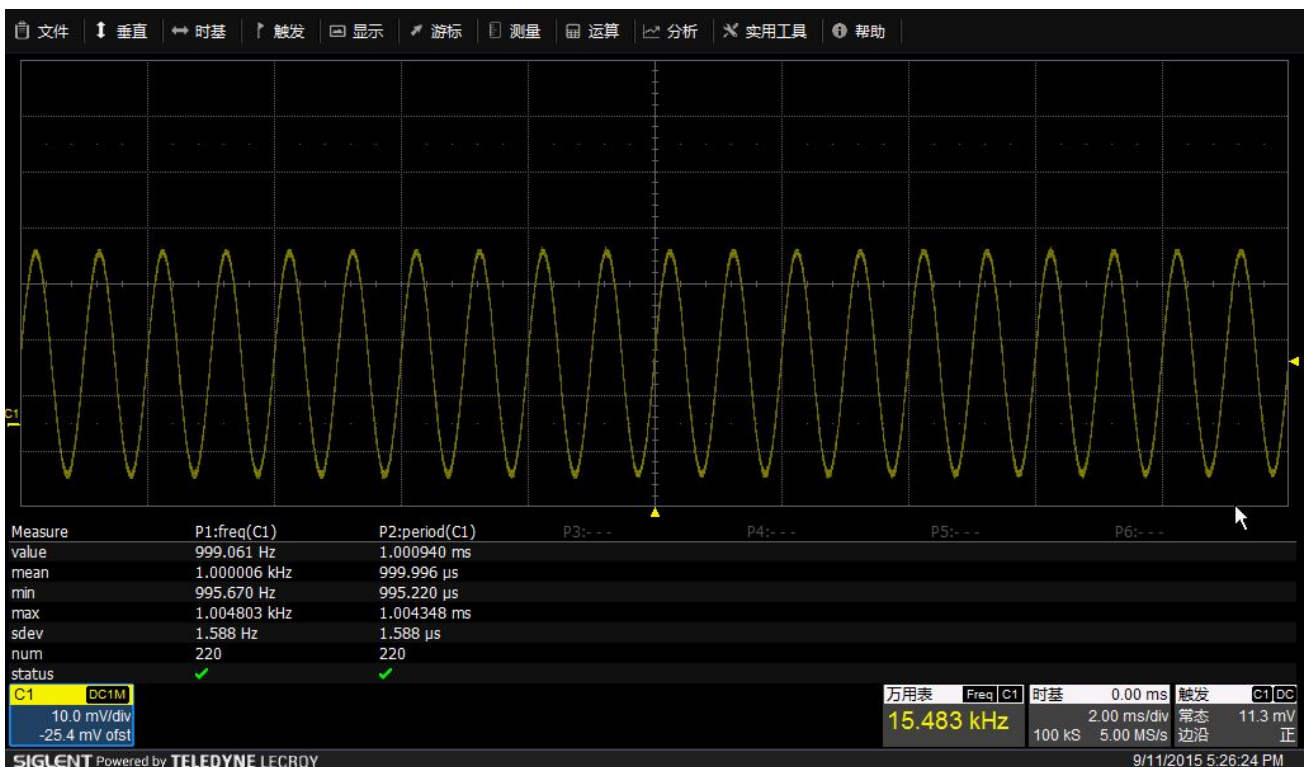 文件 垂直 时基 触发 显示 游标 测量 运算 分析 实用工具 帮助
C1
Measure P1:freq(C1) P2:period(C1) P3:- - - P4:- - - P5:- - - P6:- - -
value 999.061 Hz 1.000940 ms
mean 1.000006 kHz 999.996 µs
min 995.670 Hz 995.220 µs
max 1.004803 kHz 1.004348 ms
sdev 1.588 Hz 1.588 µs
num 220 220
status
C1 DC1M
10.0 mV/div
-25.4 mV ofst
万用表 Freq C1
15.483 kHz
时基 0.00 ms
2.00 ms/div
100 kS 5.00 MS/s
触发 C1 DC
常态 11.3 mV
边沿 正
SIGLENT Powered by TELEDYNE LECROY 9/11/2015 5:26:24 PM